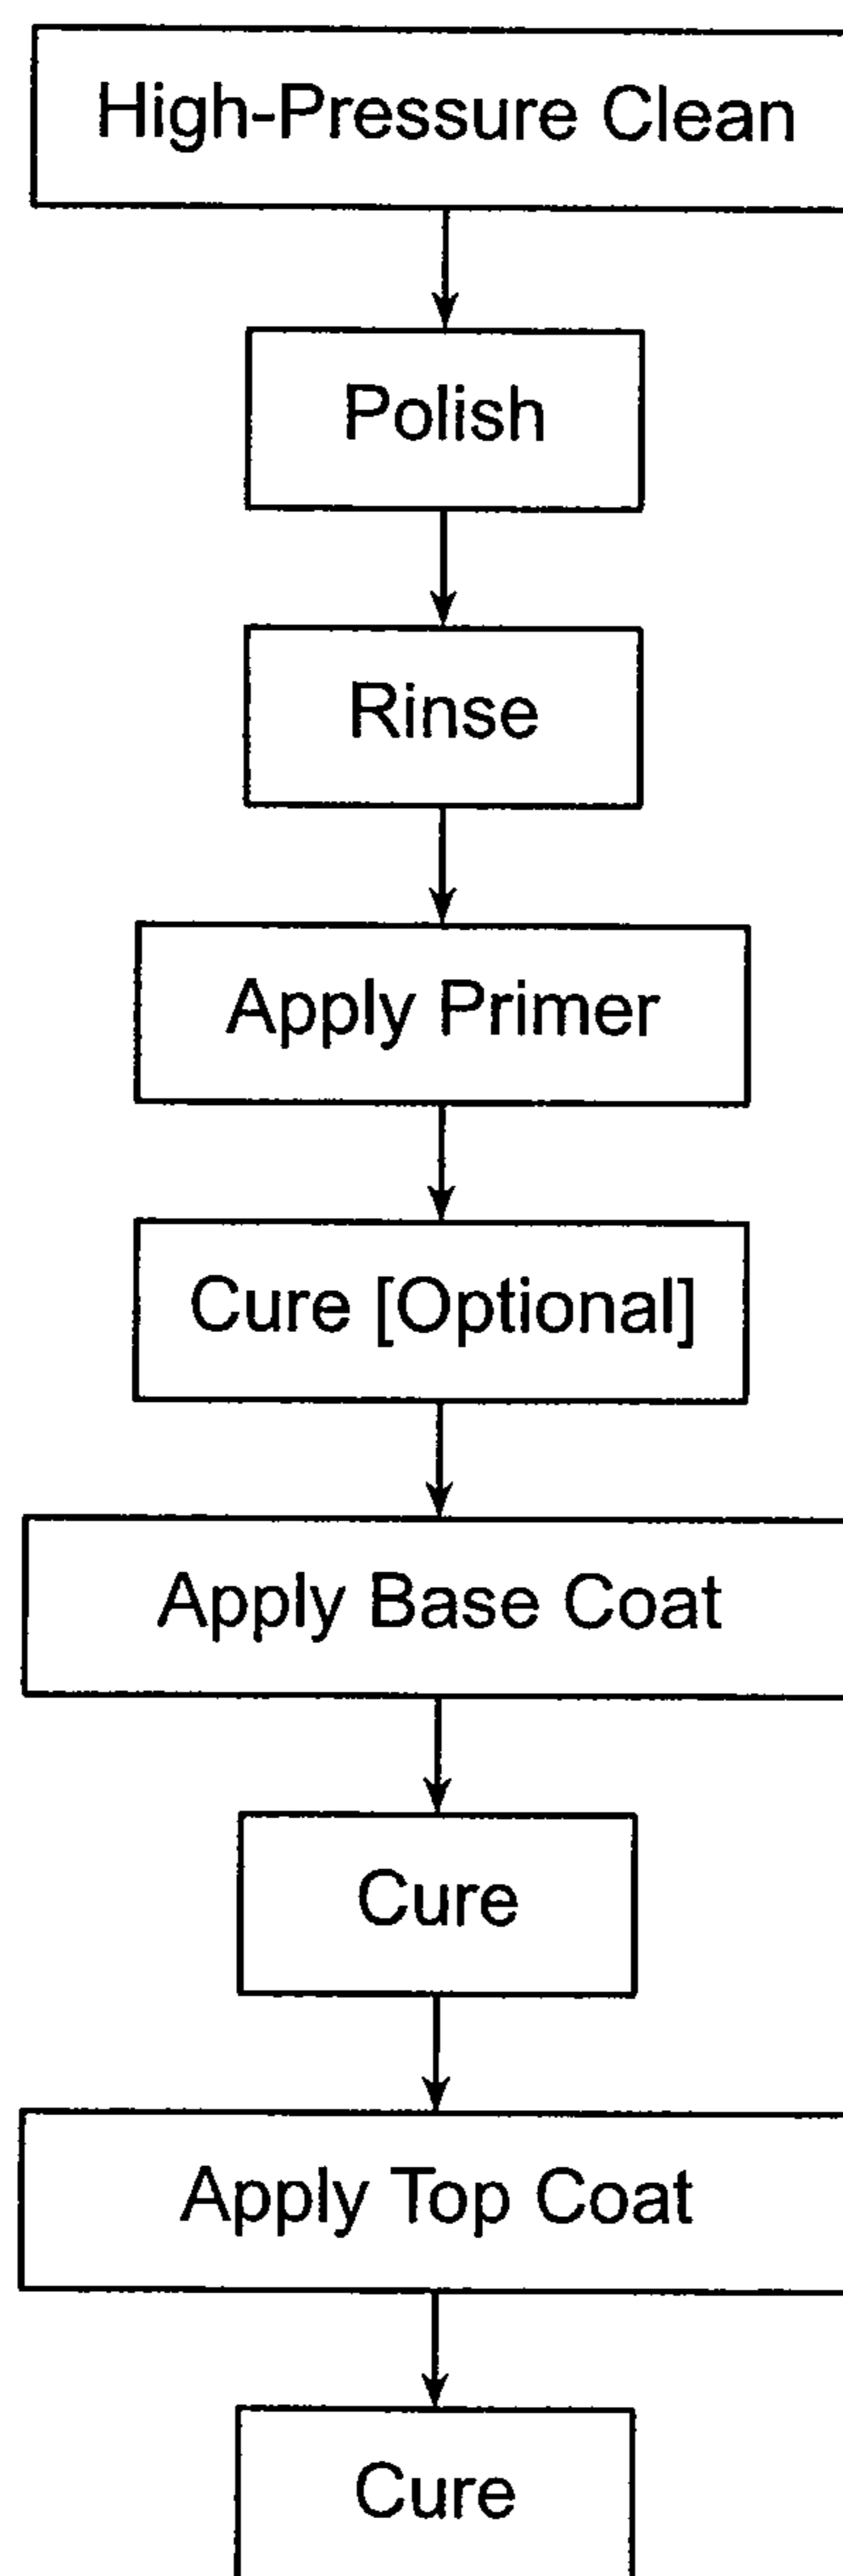 High-Pressure Clean
Polish
Rinse
Apply Primer
Cure [Optional]
Apply Base Coat
Cure
Apply Top Coat
Cure